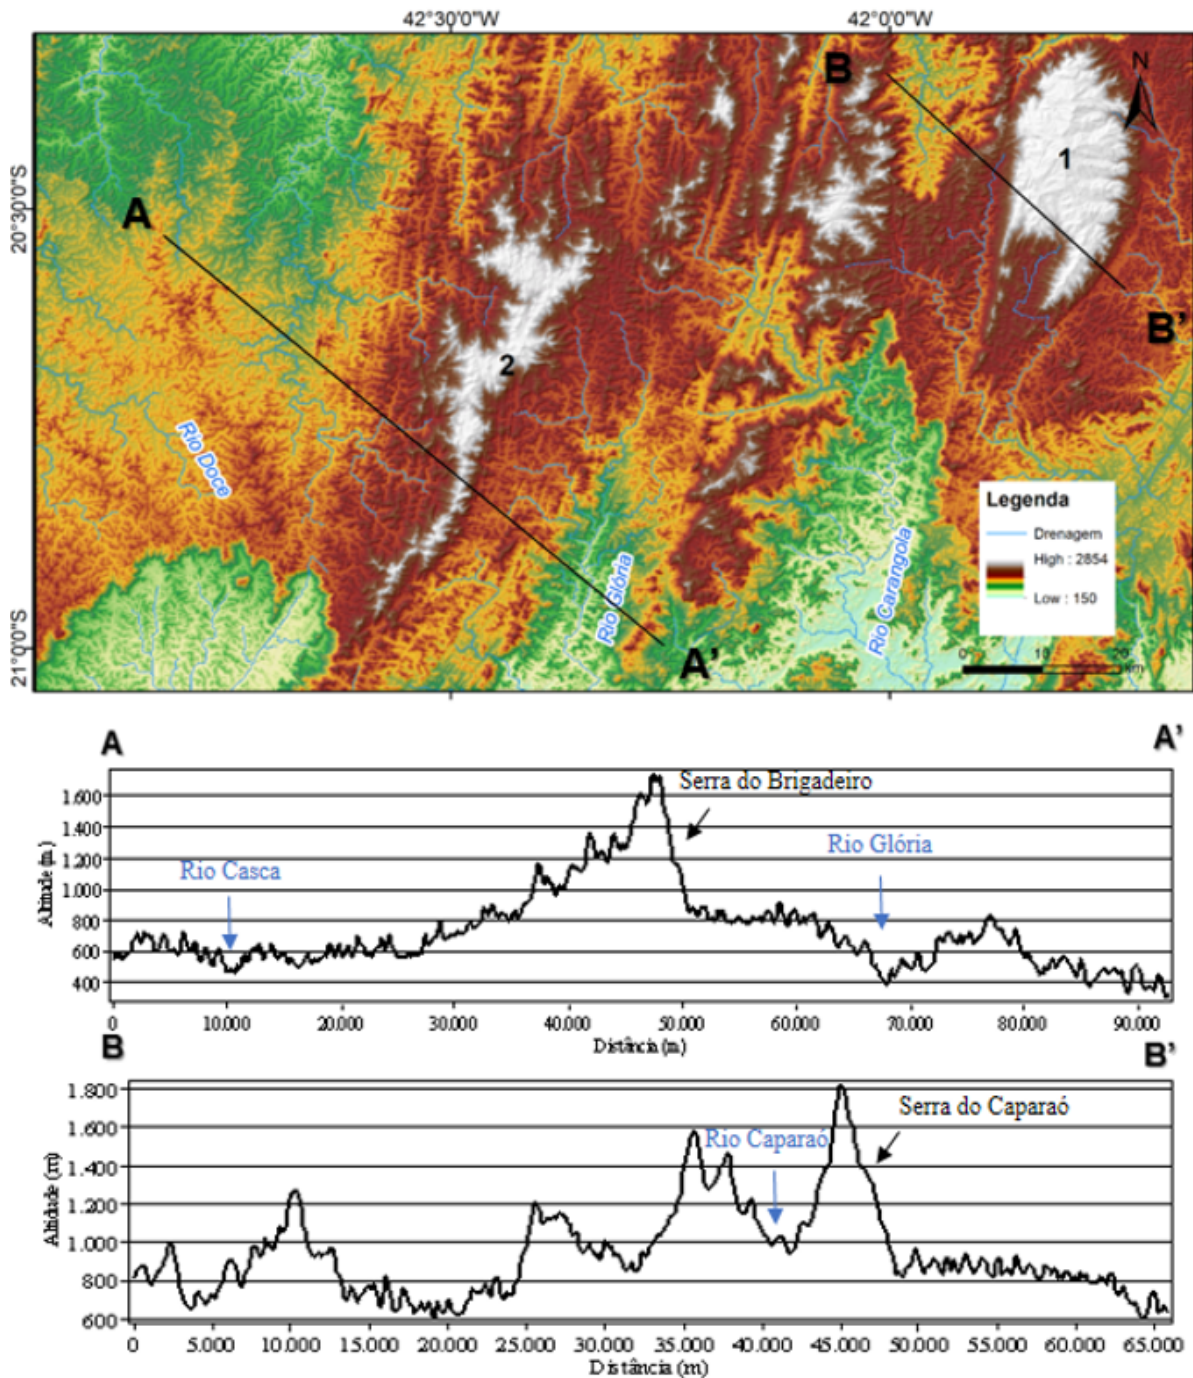 42°30'0"W
42°0'0"W
B
N
1
20°30'0"S
A
2
B'
Rio Doce
Legenda
Drenagem
High : 2854
Low : 150
Rio Glória
Rio Carangola
21°0'0"S
A'
0 10 20
km
A
A'
Serra do Brigadeiro
1.600
1.400
Rio Casca
Rio Glória
1.200
1.000
800
600
400
Altitude (m)
0 10.000 20.000 30.000 40.000 50.000 60.000 70.000 80.000 90.000
Distância (m)
B
B'
1.800
Serra do Caparaó
1.600
Rio Caparaó
1.400
1.200
1.000
800
600
Altitude (m)
0 5.000 10.000 15.000 20.000 25.000 30.000 35.000 40.000 45.000 50.000 55.000 60.000 65.000
Distância (m)